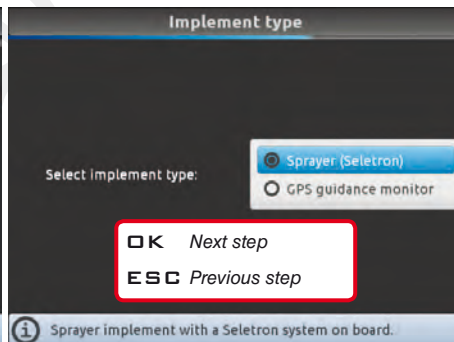 Implement type
Sprayer (Seletron)
Select implement type:
GPS guidance monitor
OK Next step
ESC Previous step
Sprayer implement with a Seletron system on board.